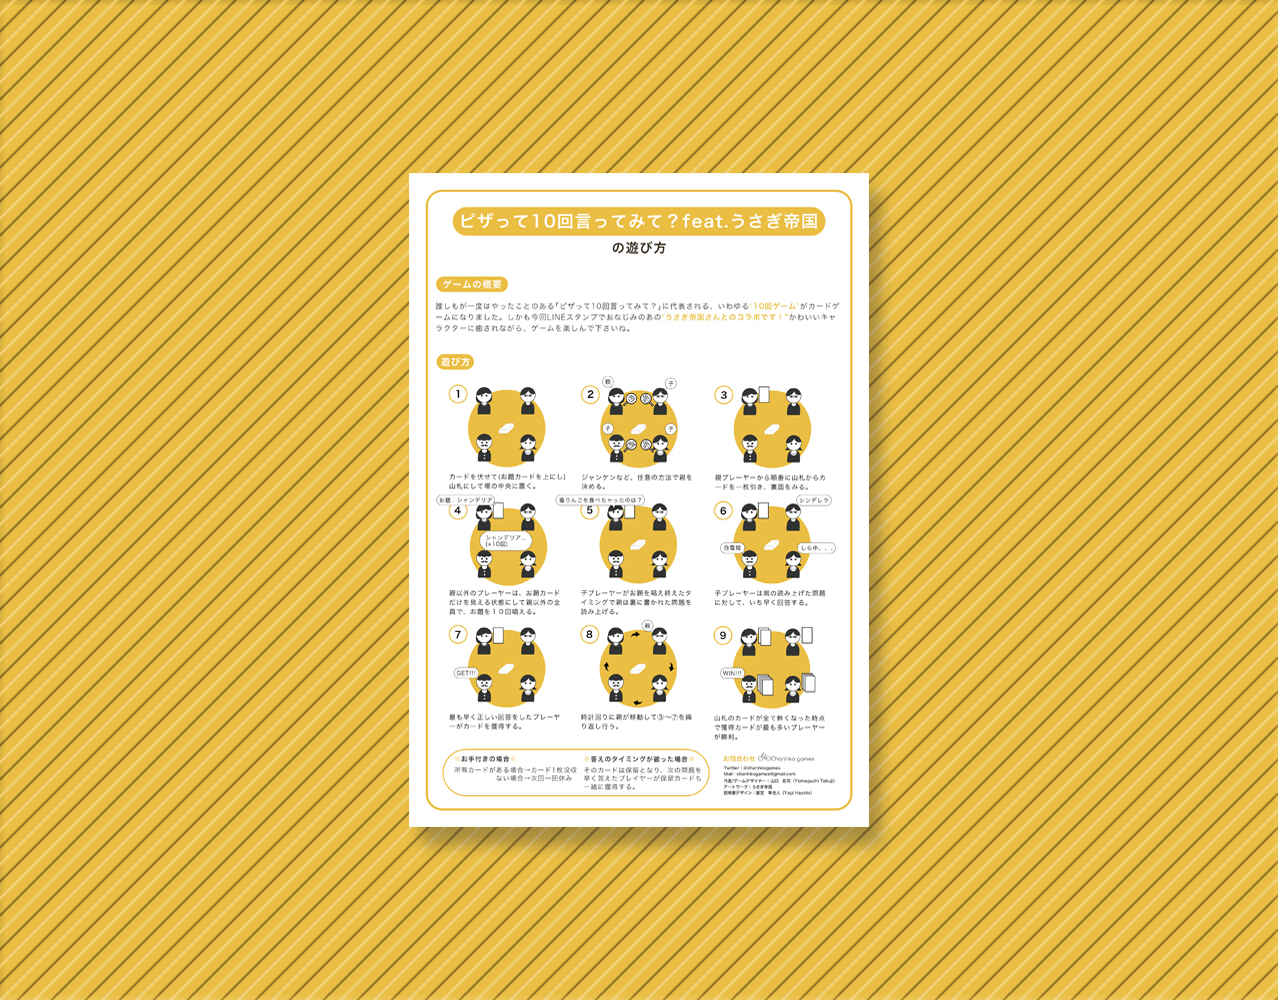 ピザって10回言ってみて？feat.うさぎ帝国
の遊び方
ゲームの概要
誰しもが一度はやったことのある「ピザって10回言ってみて？」に代表される、いわゆる“10回ゲーム”がカードゲ
ームになりました。しかも今回LINEスタンプでおなじみのあの“うさぎ帝国さんとのコラボです！”かわいいキャ
ラクターに癒されながら、ゲームを楽しんで下さいね。
遊び方
1
カードを伏せて(お題カードを上にし)
山札にして場の中央に置く。
2
親
子
子
子
ジャンケンなど、任意の方法で親を
決める。
3
親プレーヤーから順番に山札からカ
ードを一枚引き、裏面をみる。
お題：シャンデリア
4
シャンデリア...
(×10回)
親以外のプレーヤーは、お題カード
だけを見える状態にして親以外の全
員で、お題を１０回唱える。
毒りんごを食べちゃったのは？
5
子プレーヤーがお題を唱え終えたタ
イミングで親は裏に書かれた問題を
読み上げる。
6
シンデレラ
白雪姫
しらゆ．．．
子プレーヤーは親の読み上げた問題
に対して、いち早く回答する。
7
GET!!!
最も早く正しい回答をしたプレーヤ
ーがカードを獲得する。
8
親
時計回りに親が移動して③〜⑦を繰
り返し行う。
9
WIN!!!
山札のカードが全て無くなった時点
で獲得カードが最も多いプレーヤー
が勝利。
※お手付きの場合※
所有カードがある場合→カード1枚没収
ない場合→次回一回休み
※答えのタイミングが被った場合※
そのカードは保留となり、次の問題を
早く答えたプレイヤーが保留カードも
一緒に獲得する。
お問合わせ Chorinko games
Twitter：@chorinkogames
Mail：chorinkogames@gmail.com
代表/ゲームデザイナー：山口 拓司（Yamaguchi Takuji）
アートワーク：うさぎ帝国
(Yagi Hayato)